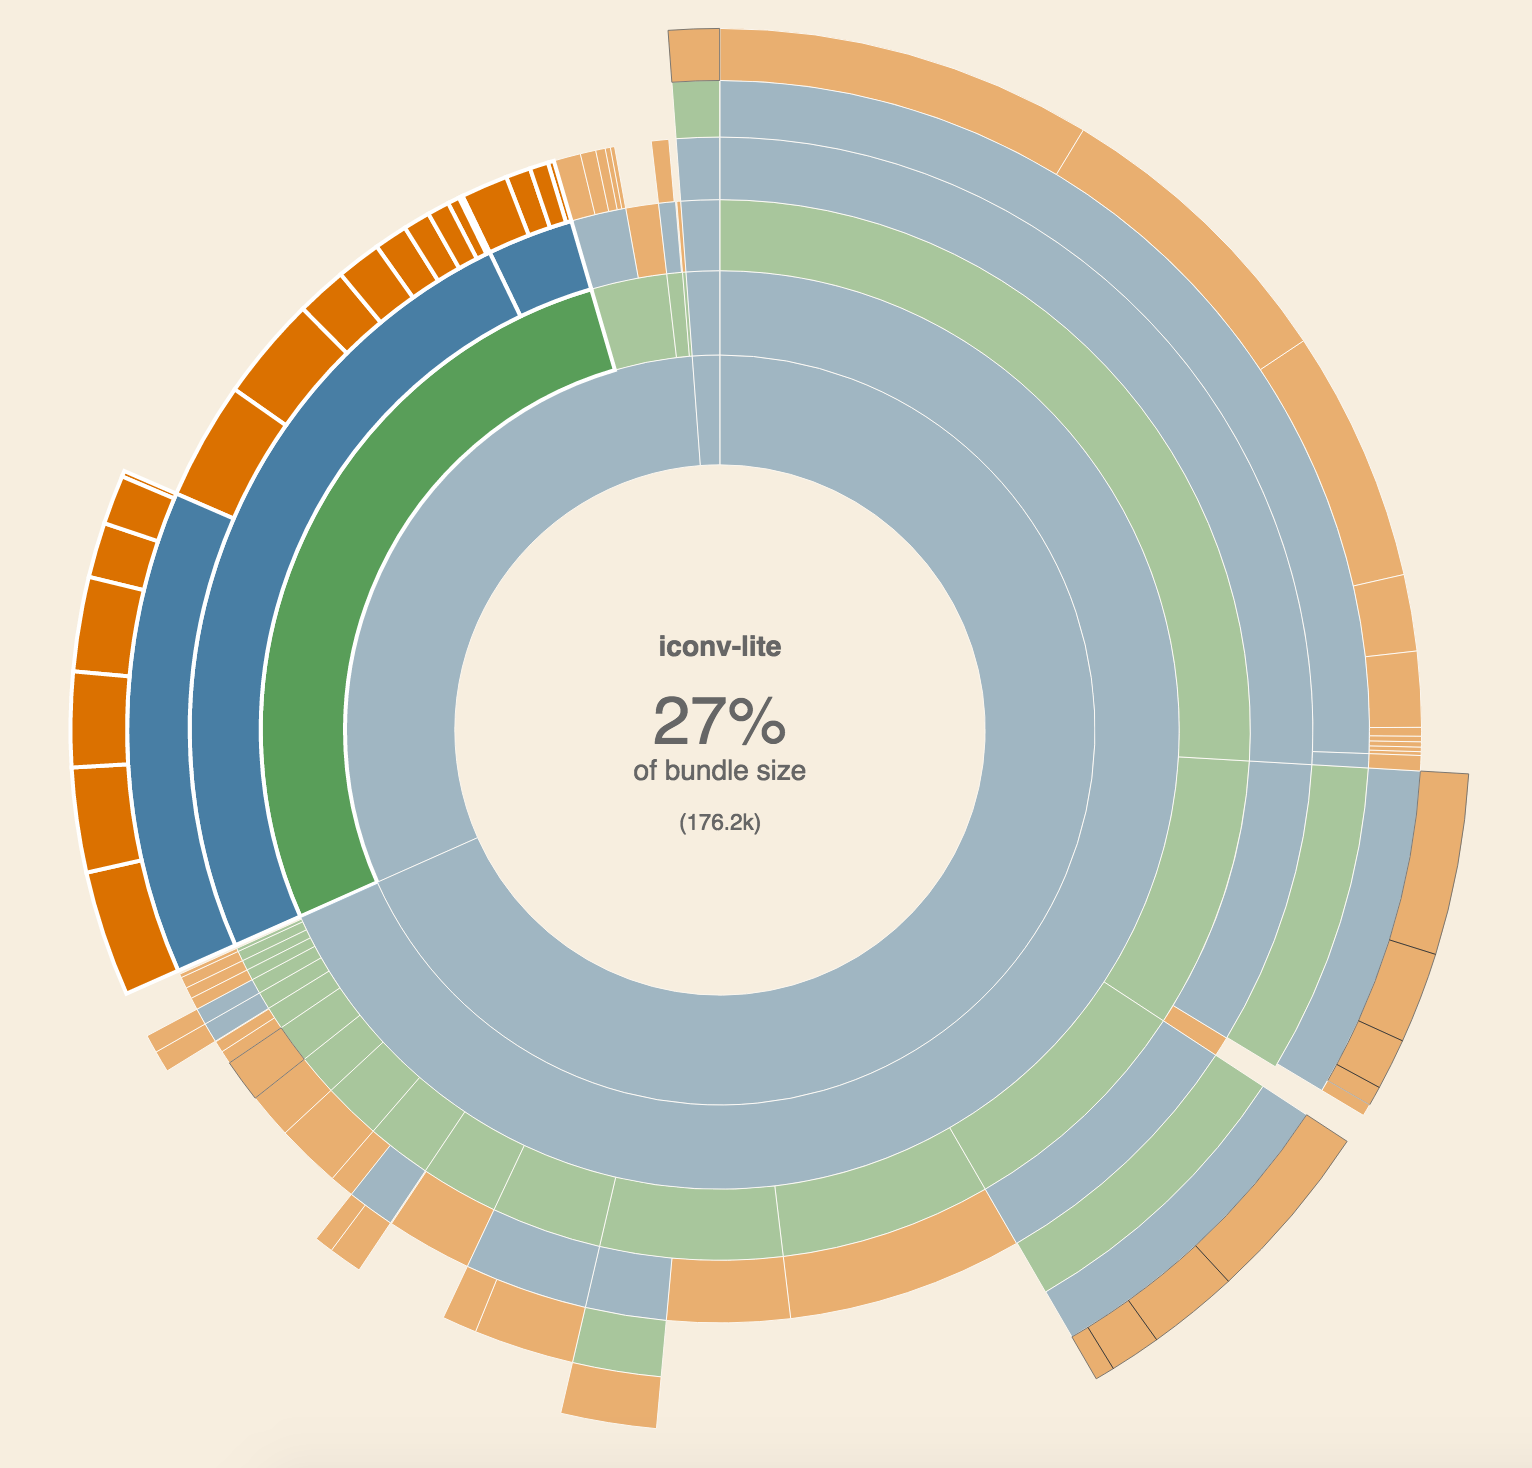 iconv-lite
27%
of bundle size
(176.2k)